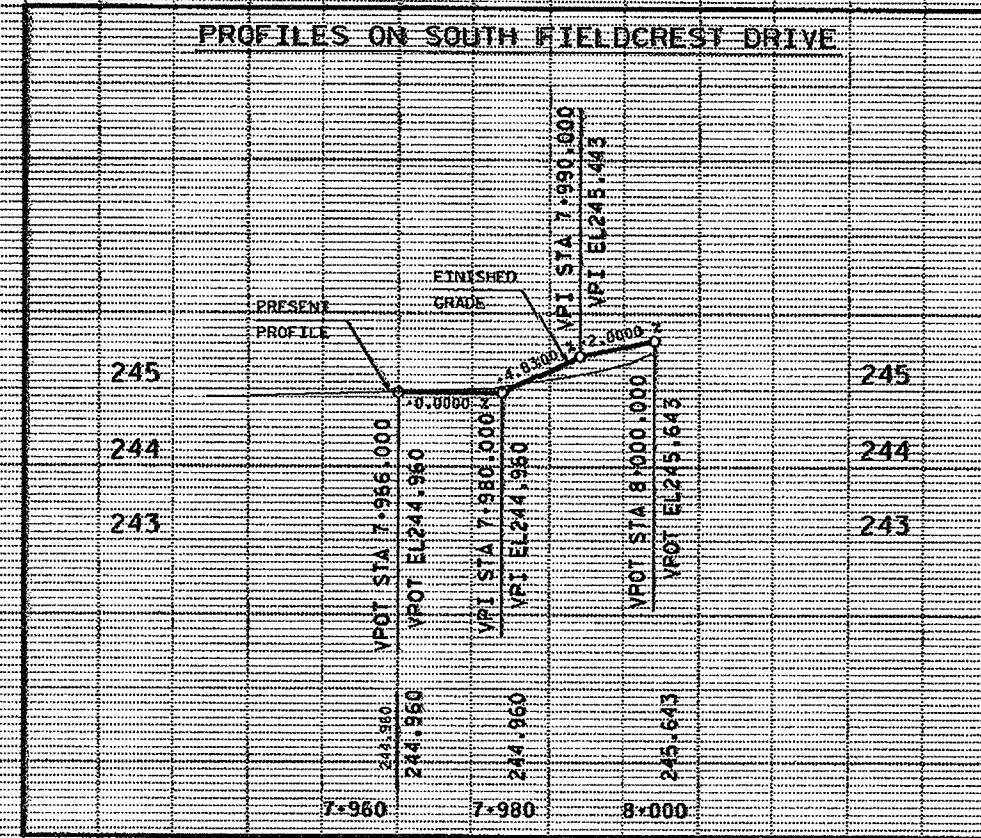 PROFILES ON SOUTH FIELDCREST DRIVE
VPI STA 7+990.000
VPI EL245.443
FINISHED
GRADE
PRESENT
PROFILE
+4.8300 %
+2.0000 %
+0.0000 %
245
245
244
244
243
243
VPOT STA 7+966.000
VPOT EL244.960
VPI STA 7+980.000
VPI EL244.960
VPOT STA 8+000.000
VPOT EL245.643
244.960
244.960
244.960
245.643
7+960
7+980
8+000